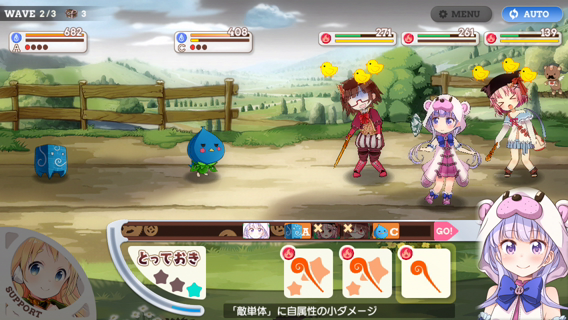 WAVE 2/3 3
MENU
AUTO
682
A
408
C
271
261
139
A
C
GO!
とっておき
SUPPORT
「敵単体」に自属性の小ダメージ